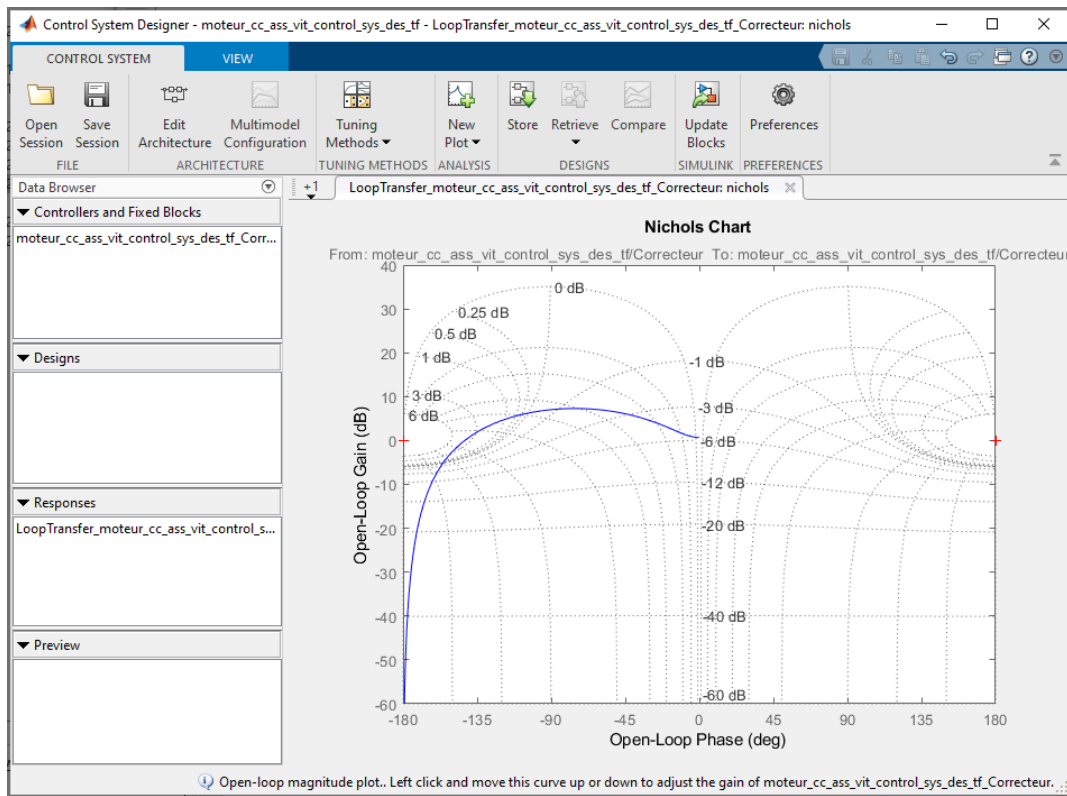 Control System Designer - moteur_cc_ass_vit_control_sys_des_tf - LoopTransfer_moteur_cc_ass_vit_control_sys_des_tf_Correcteur: nichols
CONTROL SYSTEM VIEW
Open Session Save Session Edit Architecture Multimodel Configuration Tuning Methods New Plot Store Retrieve Compare Update Blocks Preferences
FILE ARCHITECTURE TUNING METHODS ANALYSIS DESIGNS SIMULINK PREFERENCES
Data Browser
+1
LoopTransfer_moteur_cc_ass_vit_control_sys_des_tf_Correcteur: nichols
Controllers and Fixed Blocks
moteur_cc_ass_vit_control_sys_des_tf_Corr...
Designs
Responses
LoopTransfer_moteur_cc_ass_vit_control_s...
Preview
Nichols Chart
From: moteur_cc_ass_vit_control_sys_des_tf/Correcteur To: moteur_cc_ass_vit_control_sys_des_tf/Correcteur
Open-Loop Gain (dB)
40
30
20
10
0
-10
-20
-30
-40
-50
-60
0 dB
0.25 dB
0.5 dB
1 dB
3 dB
6 dB
-1 dB
-3 dB
-6 dB
-12 dB
-20 dB
-40 dB
-60 dB
-180 -135 -90 -45 0 45 90 135 180
Open-Loop Phase (deg)
Open-loop magnitude plot.. Left click and move this curve up or down to adjust the gain of moteur_cc_ass_vit_control_sys_des_tf_Correcteur.